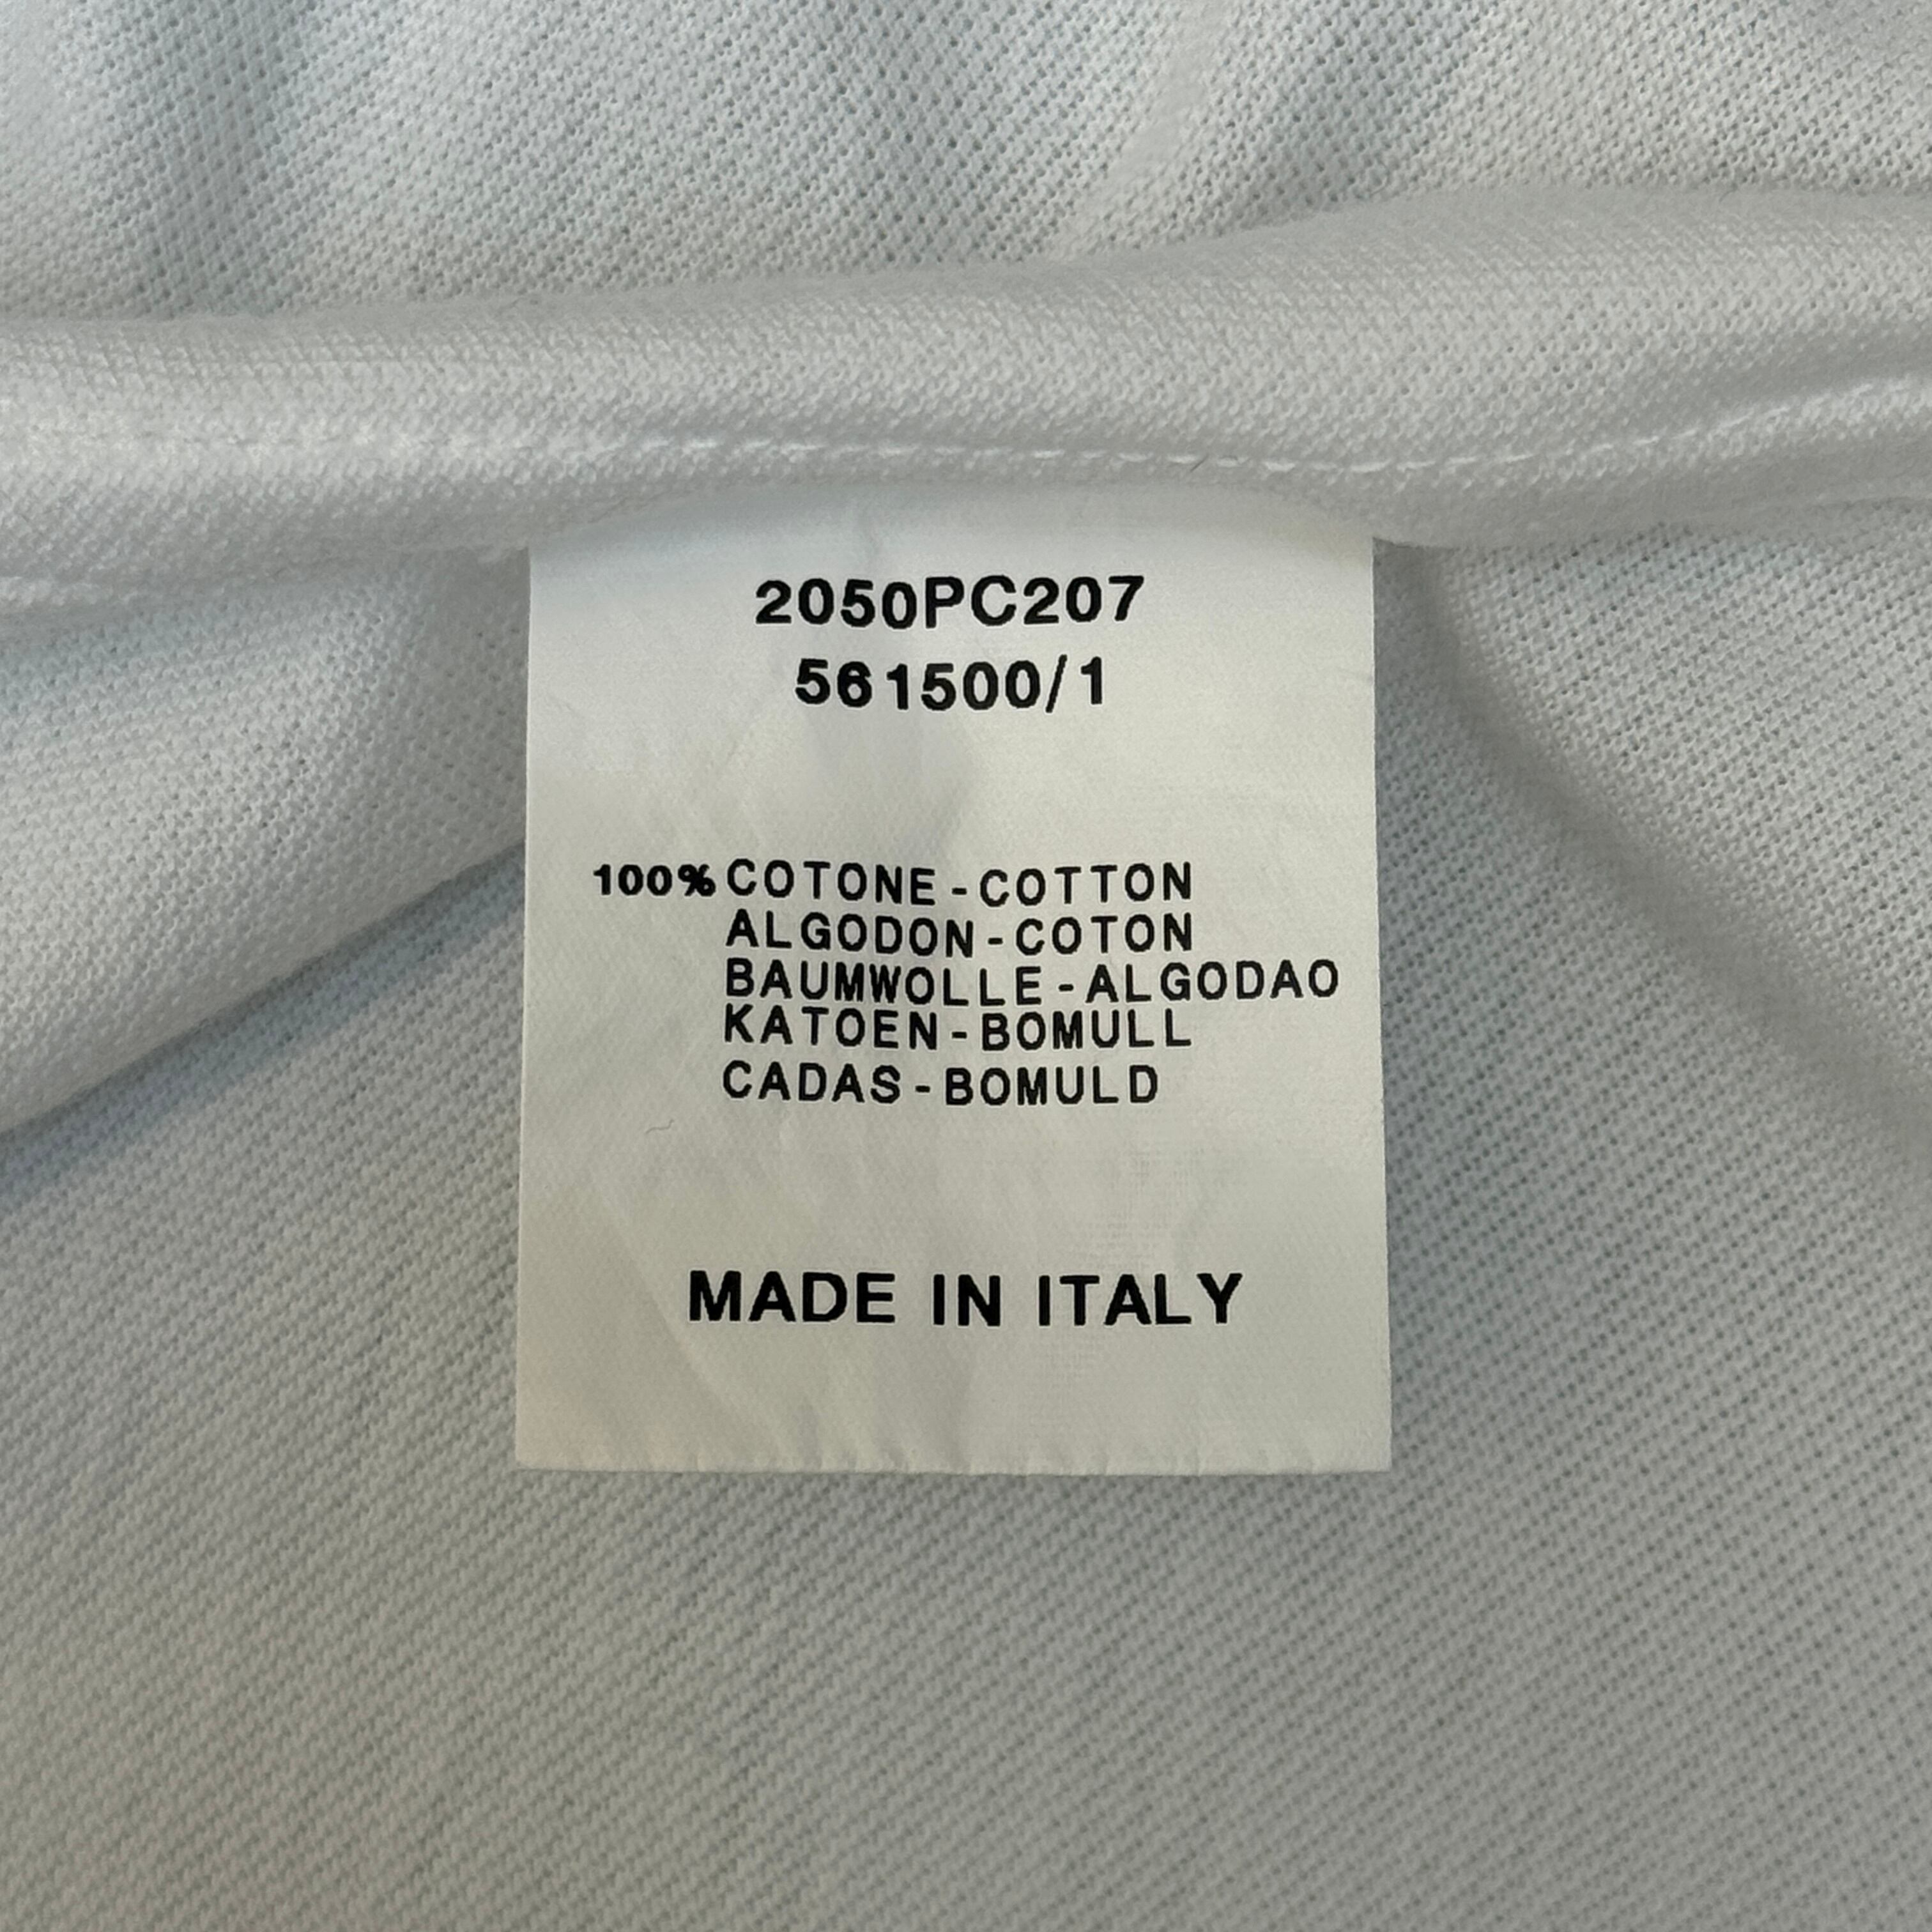 2050PC207
561500/1
100% COTONE - COTTON
ALGODON - COTON
BAUMWOLLE - ALGODAO
KATOEN - BOMULL
CADAS - BOMULD
MADE IN ITALY